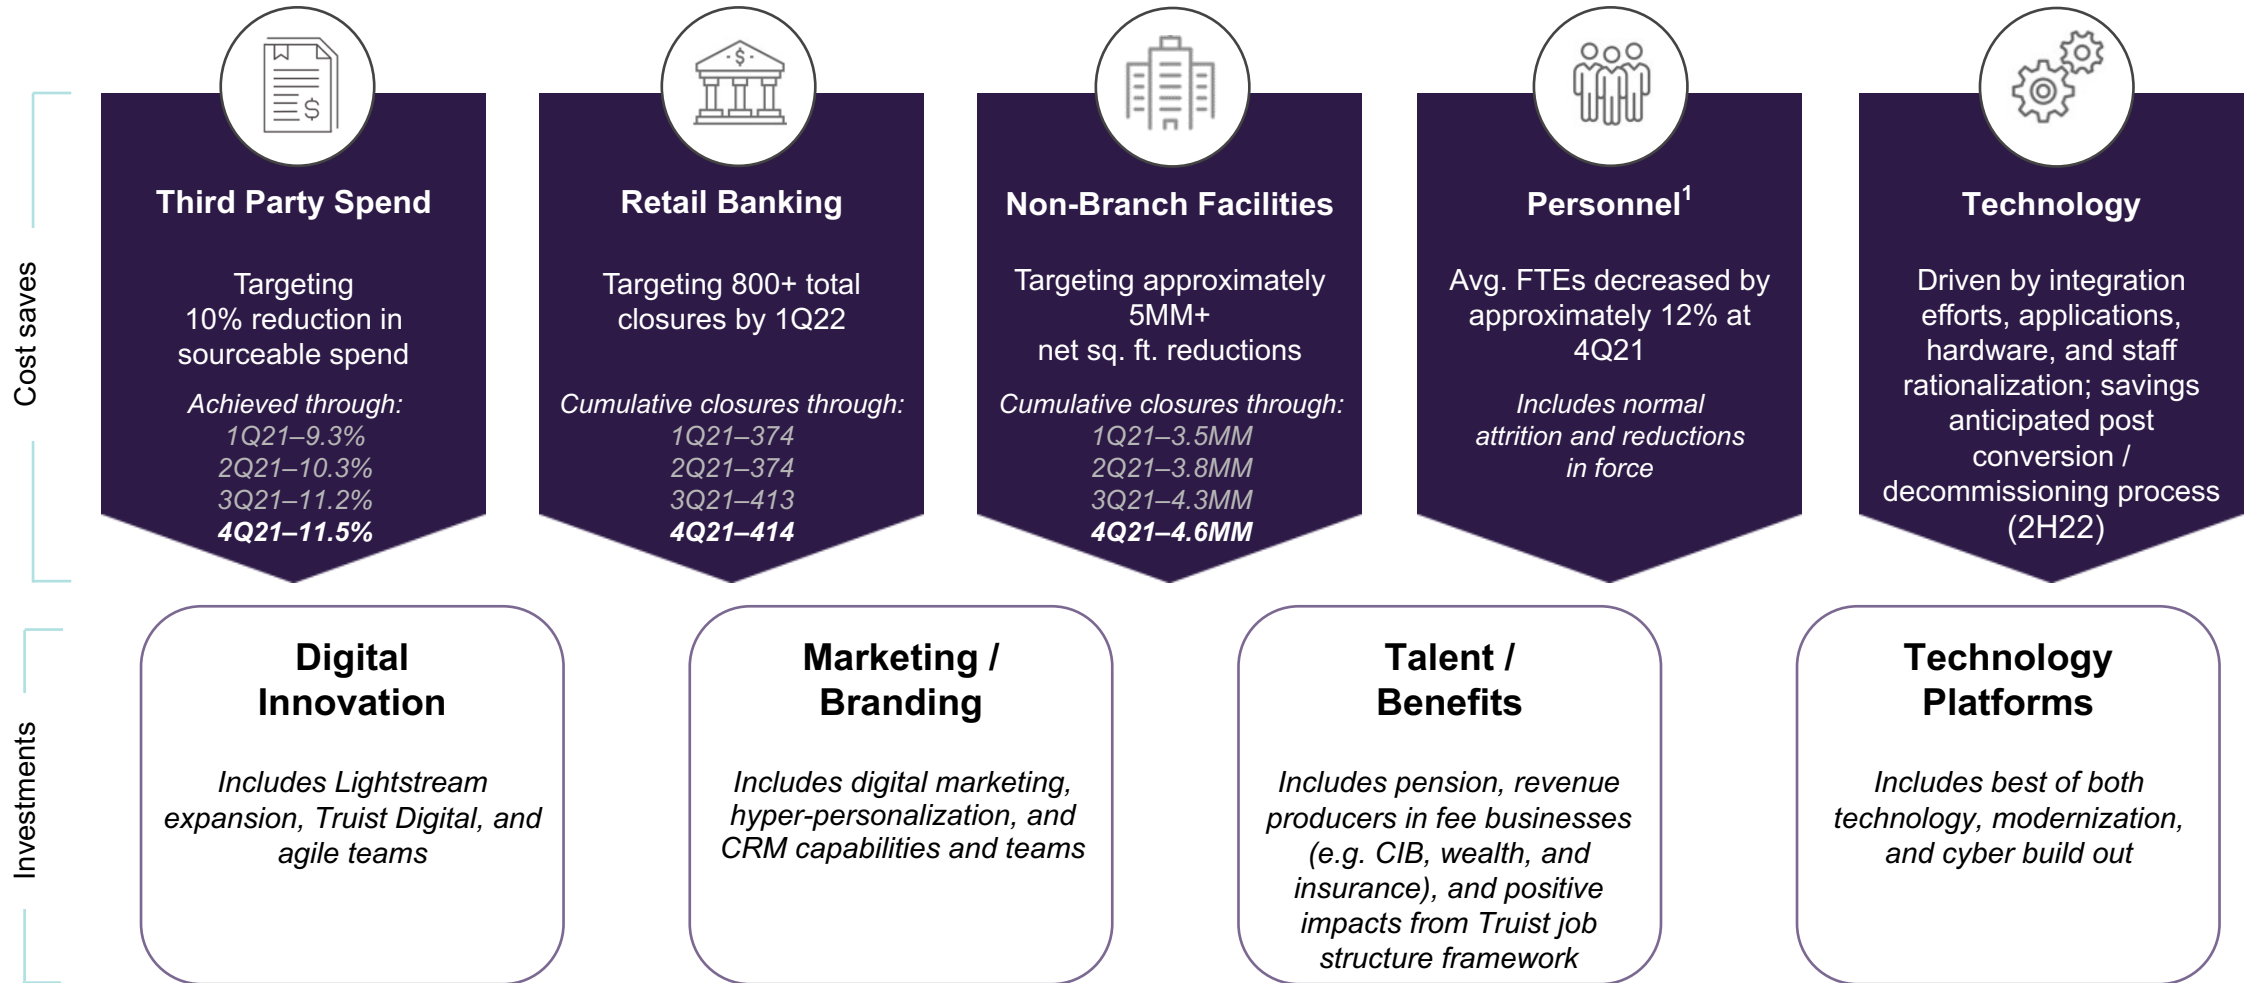 Cost saves
Third Party Spend
Targeting
10% reduction in
sourceable spend
Achieved through:
1Q21–9.3%
2Q21–10.3%
3Q21–11.2%
4Q21–11.5%
Retail Banking
Targeting 800+ total
closures by 1Q22
Cumulative closures through:
1Q21–374
2Q21–374
3Q21–413
4Q21–414
Non-Branch Facilities
Targeting approximately
5MM+
net sq. ft. reductions
Cumulative closures through:
1Q21–3.5MM
2Q21–3.8MM
3Q21–4.3MM
4Q21–4.6MM
Personnel¹
Avg. FTEs decreased by
approximately 12% at
4Q21
Includes normal
attrition and reductions
in force
Technology
Driven by integration
efforts, applications,
hardware, and staff
rationalization; savings
anticipated post
conversion /
decommissioning process
(2H22)
Investments
Digital
Innovation
Includes Lightstream
expansion, Truist Digital, and
agile teams
Marketing /
Branding
Includes digital marketing,
hyper-personalization, and
CRM capabilities and teams
Talent /
Benefits
Includes pension, revenue
producers in fee businesses
(e.g. CIB, wealth, and
insurance), and positive
impacts from Truist job
structure framework
Technology
Platforms
Includes best of both
technology, modernization,
and cyber build out